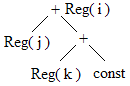 + Reg( i )
Reg( j ) +
Reg( k ) const